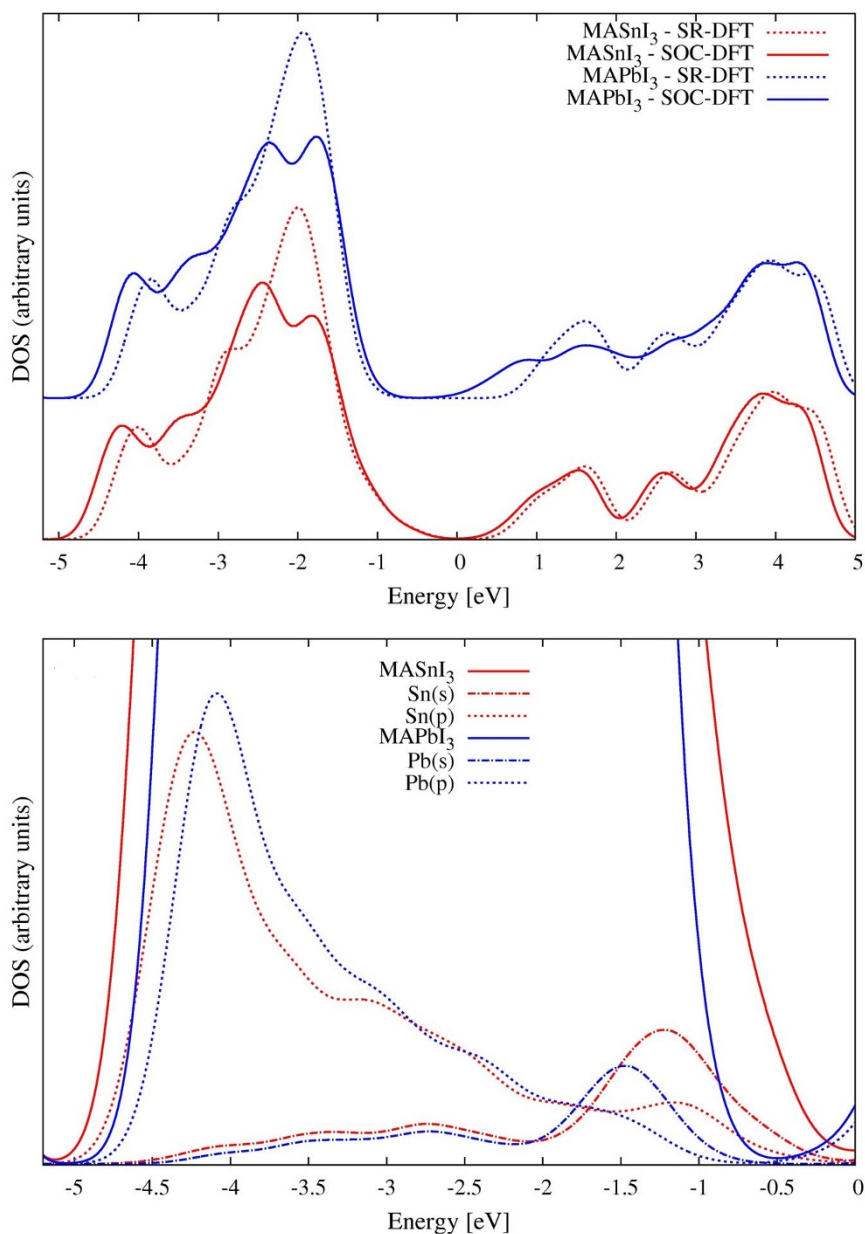 MASnI₃ - SR-DFT
MASnI₃ - SOC-DFT
MAPbI₃ - SR-DFT
MAPbI₃ - SOC-DFT
DOS (arbitrary units)
-5 -4 -3 -2 -1 0 1 2 3 4 5
Energy [eV]
MASnI₃
Sn(s)
Sn(p)
MAPbI₃
Pb(s)
Pb(p)
DOS (arbitrary units)
-5 -4.5 -4 -3.5 -3 -2.5 -2 -1.5 -1 -0.5 0
Energy [eV]